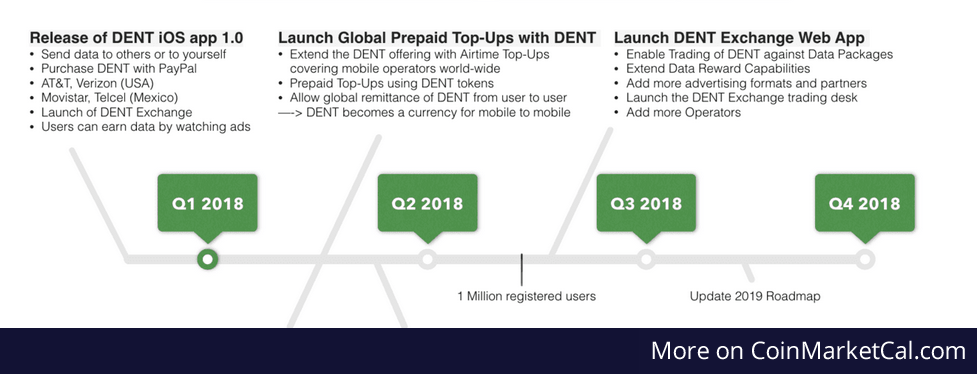 Release of DENT iOS app 1.0
• Send data to others or to yourself
• Purchase DENT with PayPal
• AT&T, Verizon (USA)
• Movistar, Telcel (Mexico)
• Launch of DENT Exchange
• Users can earn data by watching ads
Launch Global Prepaid Top-Ups with DENT
• Extend the DENT offering with Airtime Top-Ups
covering mobile operators world-wide
• Prepaid Top-Ups using DENT tokens
• Allow global remittance of DENT from user to user
—-> DENT becomes a currency for mobile to mobile
Launch DENT Exchange Web App
• Enable Trading of DENT against Data Packages
• Extend Data Reward Capabilities
• Add more advertising formats and partners
• Launch the DENT Exchange trading desk
• Add more Operators
Q1 2018
Q2 2018
Q3 2018
Q4 2018
1 Million registered users
Update 2019 Roadmap
More on CoinMarketCal.com